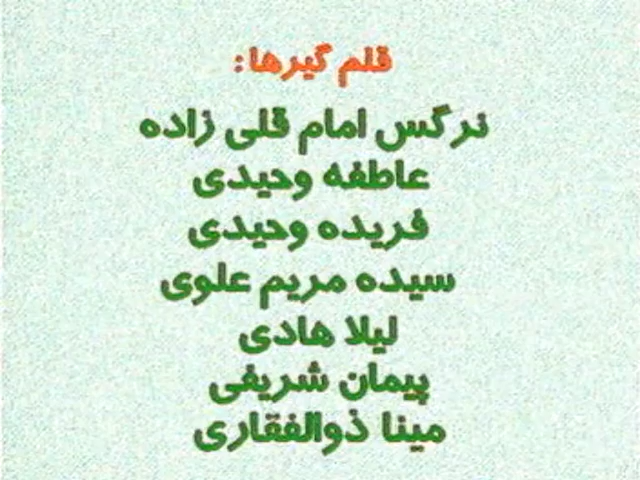 قلم گیرها:
نرگس امام قلی زاده
عاطفه وحیدی
فریده وحیدی
سیده مریم علوی
لیلا هادی
پیمان شریفی
مینا ذوالفقاری